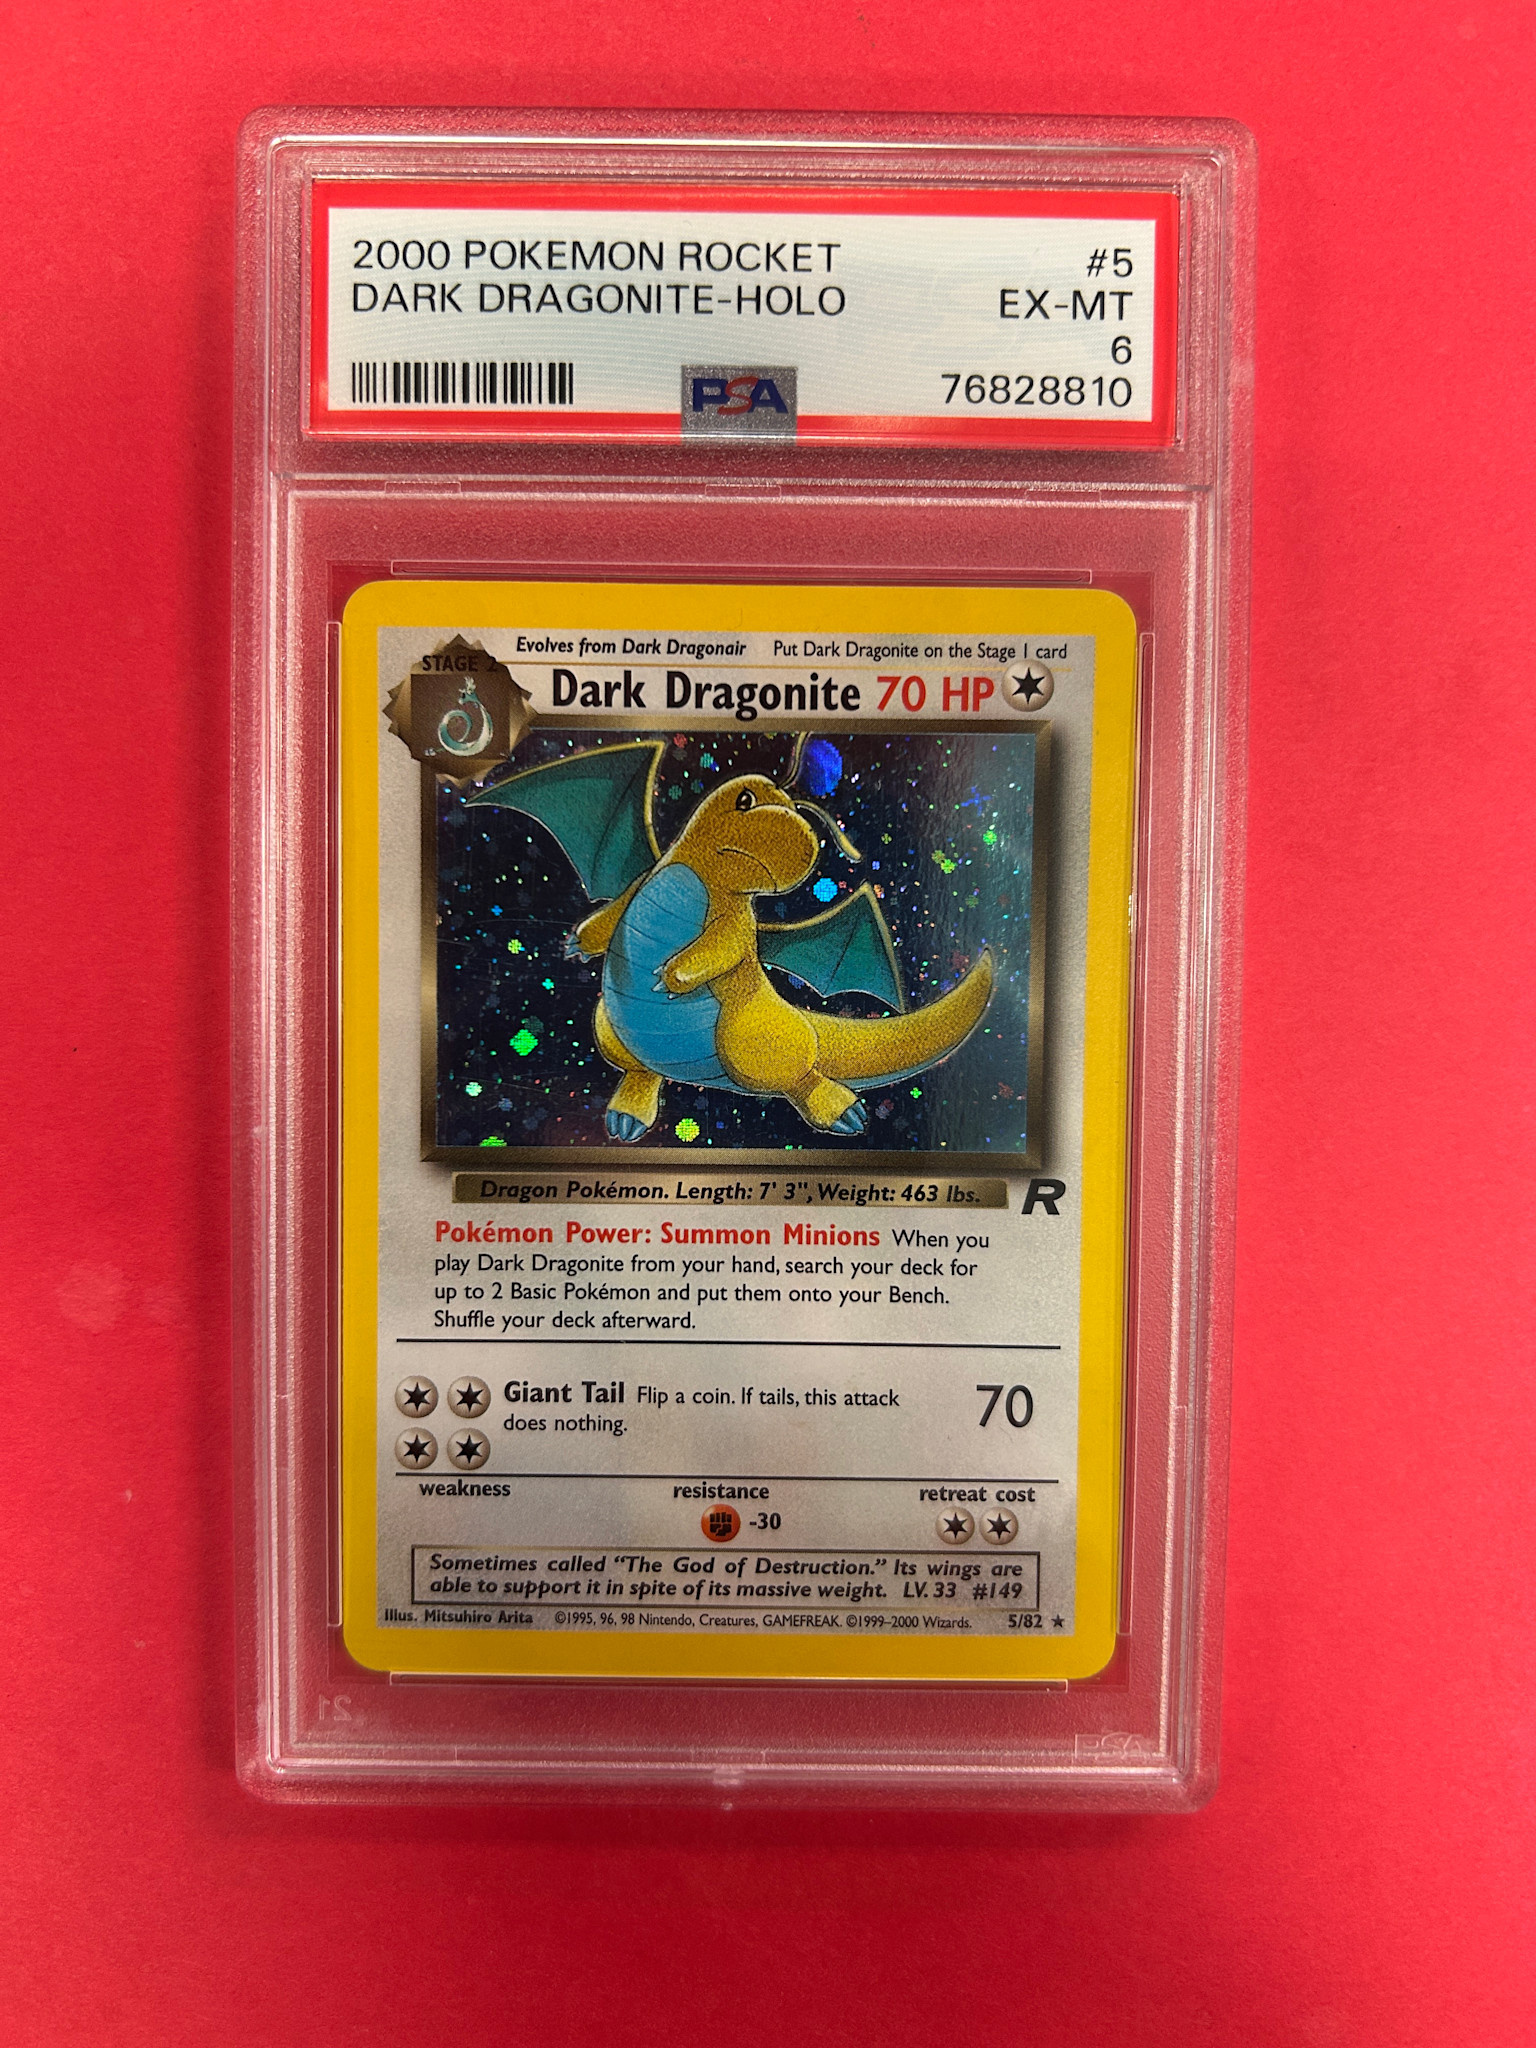 2000 POKEMON ROCKET #5
DARK DRAGONITE-HOLO EX-MT
6
PSA 76828810
Evolves from Dark Dragonair Put Dark Dragonite on the Stage 1 card
STAGE 2
Dark Dragonite 70 HP
Dragon Pokémon. Length: 7' 3", Weight: 463 lbs.
R
Pokémon Power: Summon Minions When you
play Dark Dragonite from your hand, search your deck for
up to 2 Basic Pokémon and put them onto your Bench.
Shuffle your deck afterward.
Giant Tail Flip a coin. If tails, this attack 70
does nothing.
weakness resistance retreat cost
-30
Sometimes called “The God of Destruction.” Its wings are
able to support it in spite of its massive weight. LV. 33 #149
Illus. Mitsuhiro Arita ©1995, 96, 98 Nintendo, Creatures, GAMEFREAK. ©1999–2000 Wizards. 5/82 ★
21 PSA